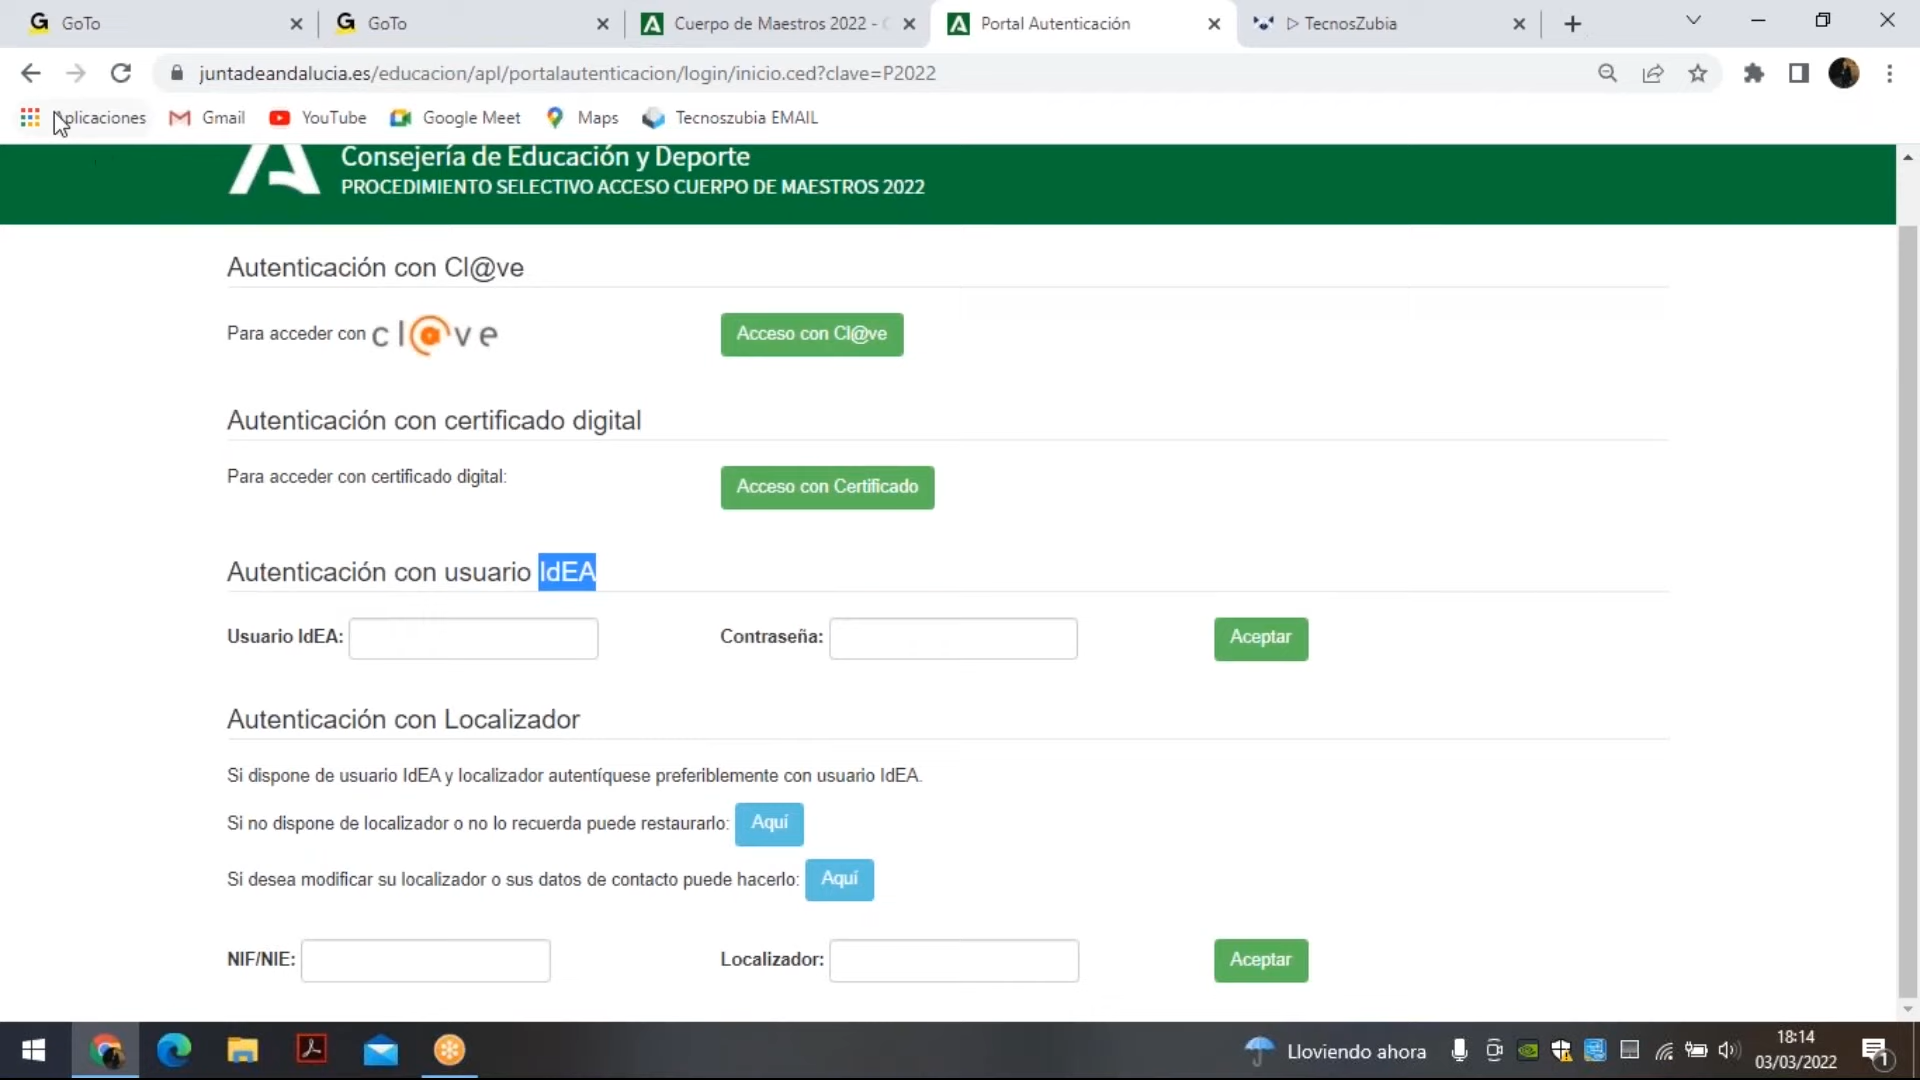 GoTo
GoTo
Cuerpo de Maestros 2022 -
Portal Autenticación
▷ TecnosZubia
juntadeandalucia.es/educacion/apl/portalautenticacion/login/inicio.ced?clave=P2022
plicaciones
Gmail
YouTube
Google Meet
Maps
Tecnoszubia EMAIL
Consejería de Educación y Deporte
PROCEDIMIENTO SELECTIVO ACCESO CUERPO DE MAESTROS 2022
Autenticación con Cl@ve
Para acceder con cl@ve
Acceso con Cl@ve
Autenticación con certificado digital
Para acceder con certificado digital:
Acceso con Certificado
Autenticación con usuario IdEA
Usuario IdEA:
Contraseña:
Aceptar
Autenticación con Localizador
Si dispone de usuario IdEA y localizador autentíquese preferiblemente con usuario IdEA.
Si no dispone de localizador o no lo recuerda puede restaurarlo: Aquí
Si desea modificar su localizador o sus datos de contacto puede hacerlo: Aquí
NIF/NIE:
Localizador:
Aceptar
Lloviendo ahora
18:14
03/03/2022
1